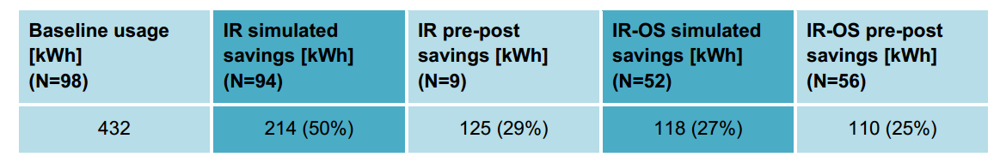 Baseline usage
[kWh]
(N=98)
IR simulated
savings [kWh]
(N=94)
IR pre-post
savings [kWh]
(N=9)
IR-OS simulated
savings [kWh]
(N=52)
IR-OS pre-post
savings [kWh]
(N=56)
432
214 (50%)
125 (29%)
118 (27%)
110 (25%)